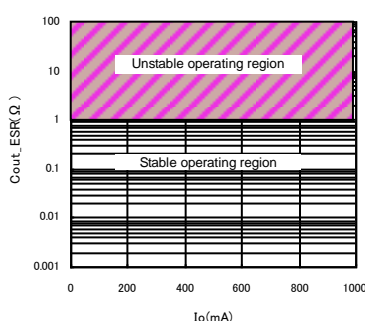 100
Unstable operating region
10
Cout_ESR(Ω)
1
Stable operating region
0.1
0.01
0.001
0 200 400 600 800 1000
Io(mA)